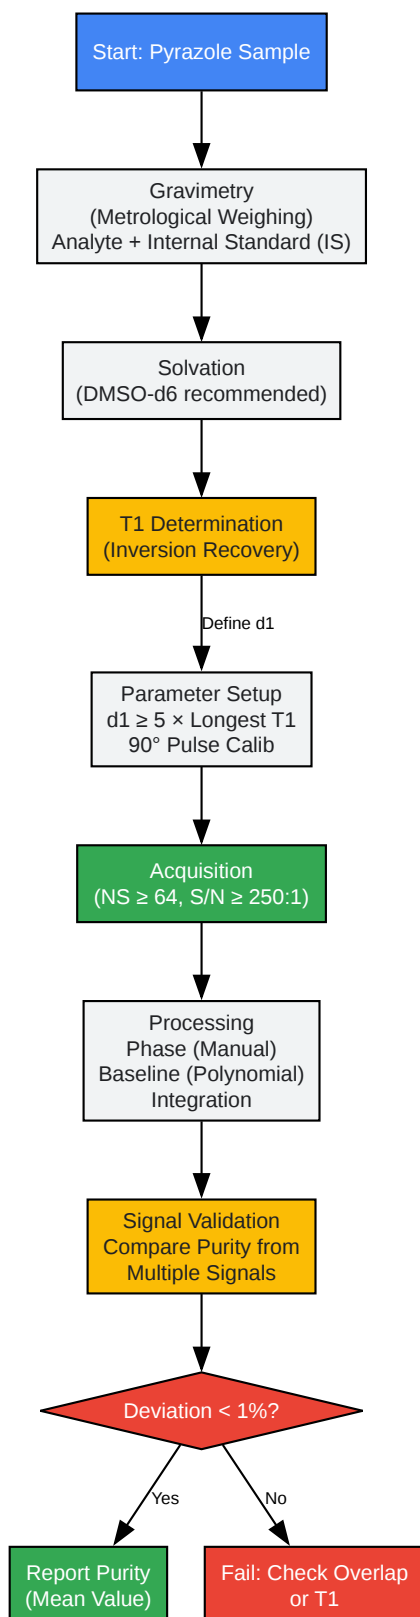 Start: Pyrazole Sample
Gravimetry
(Metrological Weighing)
Analyte + Internal Standard (IS)
Solvation
(DMSO-d6 recommended)
T1 Determination
(Inversion Recovery)
Define d1
Parameter Setup
d1 ≥ 5 × Longest T1
90° Pulse Calib
Acquisition
(NS ≥ 64, S/N ≥ 250:1)
Processing
Phase (Manual)
Baseline (Polynomial)
Integration
Signal Validation
Compare Purity from
Multiple Signals
Deviation < 1%?
Yes
No
Report Purity
(Mean Value)
Fail: Check Overlap
or T1